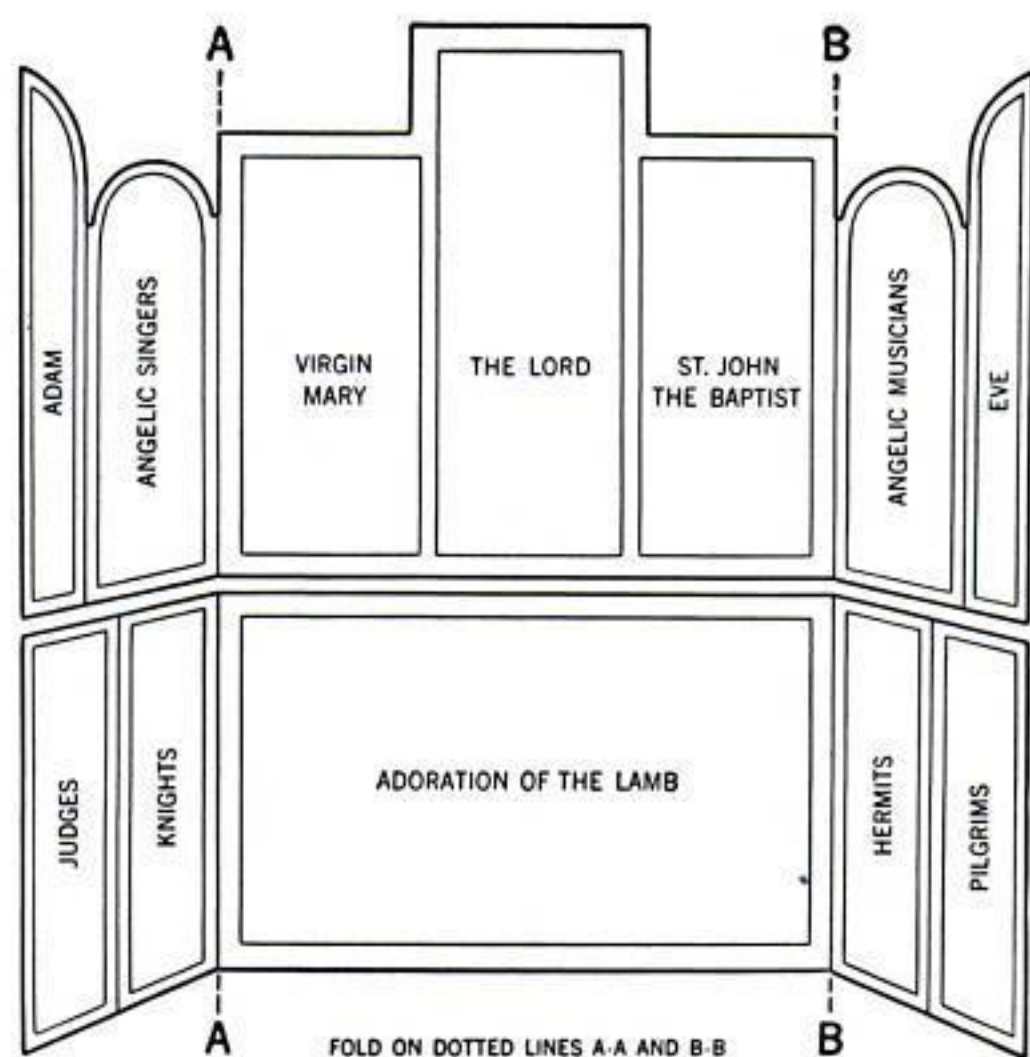 A
B
ADAM
ANGELIC SINGERS
VIRGIN
MARY
THE LORD
ST. JOHN
THE BAPTIST
ANGELIC MUSICIANS
EVE
JUDGES
KNIGHTS
ADORATION OF THE LAMB
HERMITS
PILGRIMS
A
B
FOLD ON DOTTED LINES A-A AND B-B